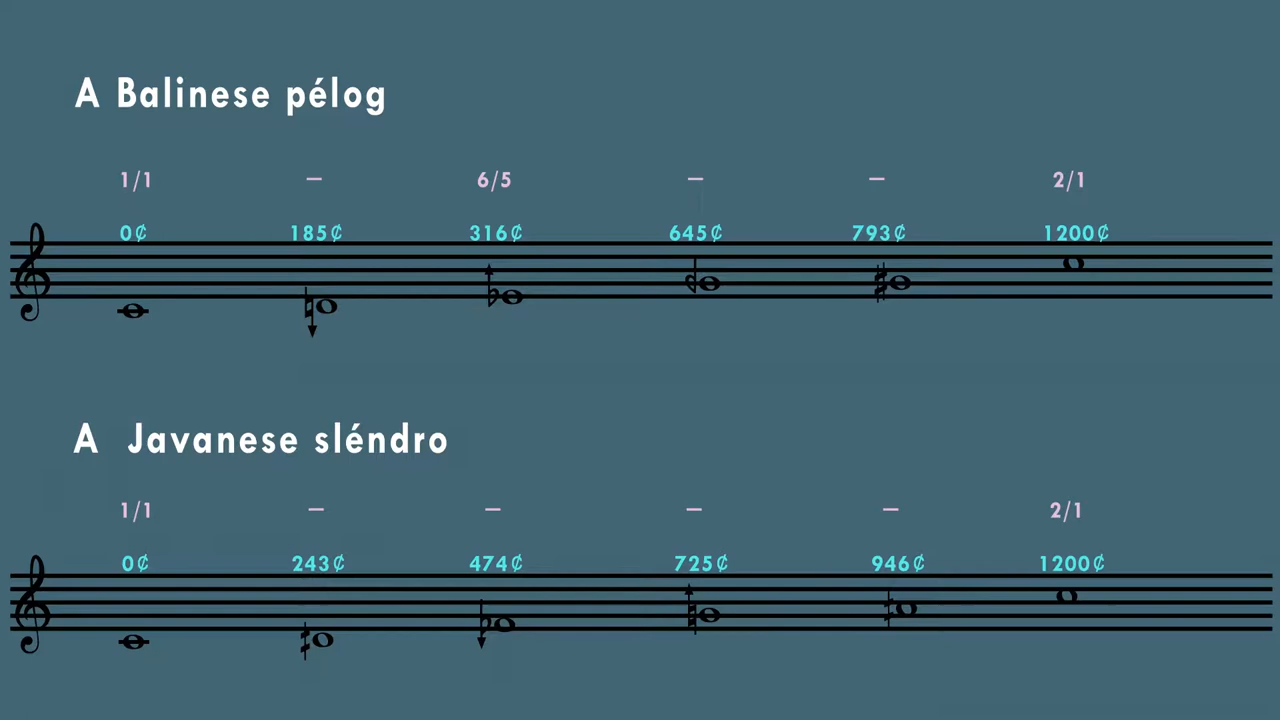 A Balinese pélog
1/1 – – 6/5 – – 2/1
0¢ 185¢ 316¢ 645¢ 793¢ 1200¢
A Javanese sléndro
1/1 – – – – 2/1
0¢ 243¢ 474¢ 725¢ 946¢ 1200¢